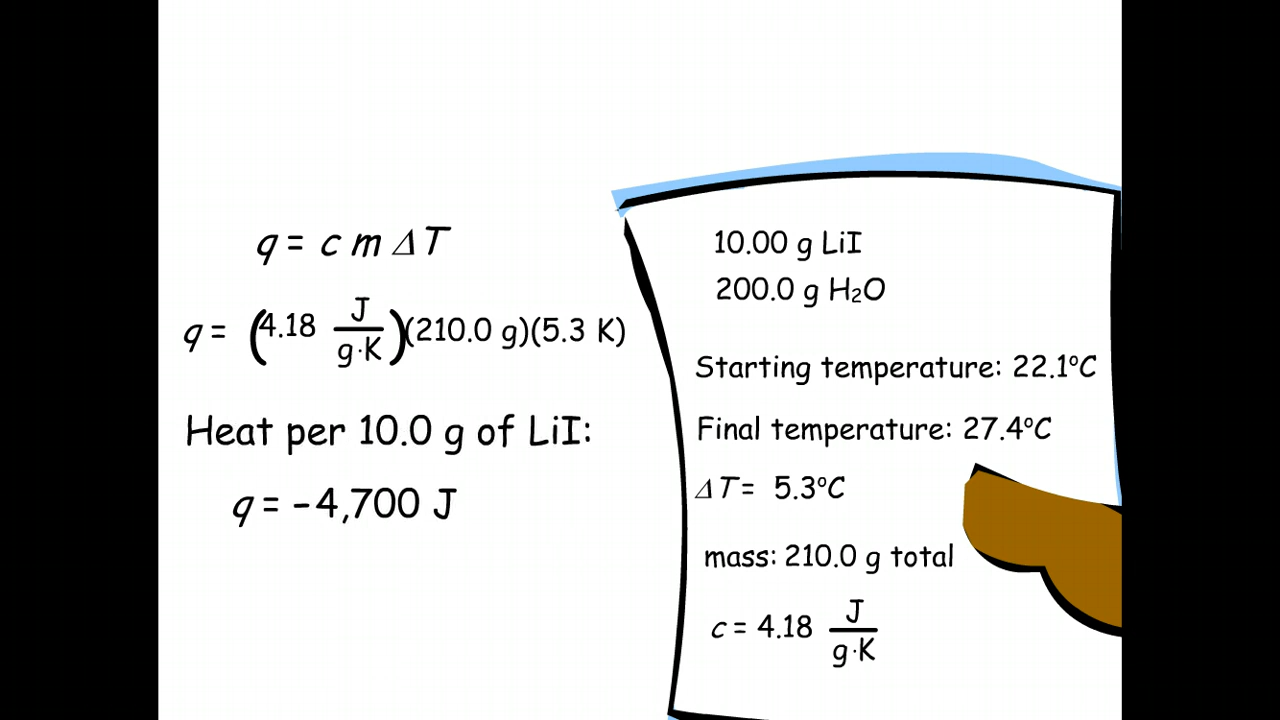 q = c m ΔT
q = (4.18 J/g·K)(210.0 g)(5.3 K)
Heat per 10.0 g of LiI:
q = -4,700 J
10.00 g LiI
200.0 g H₂O
Starting temperature: 22.1°C
Final temperature: 27.4°C
ΔT = 5.3°C
mass: 210.0 g total
c = 4.18 J/g·K